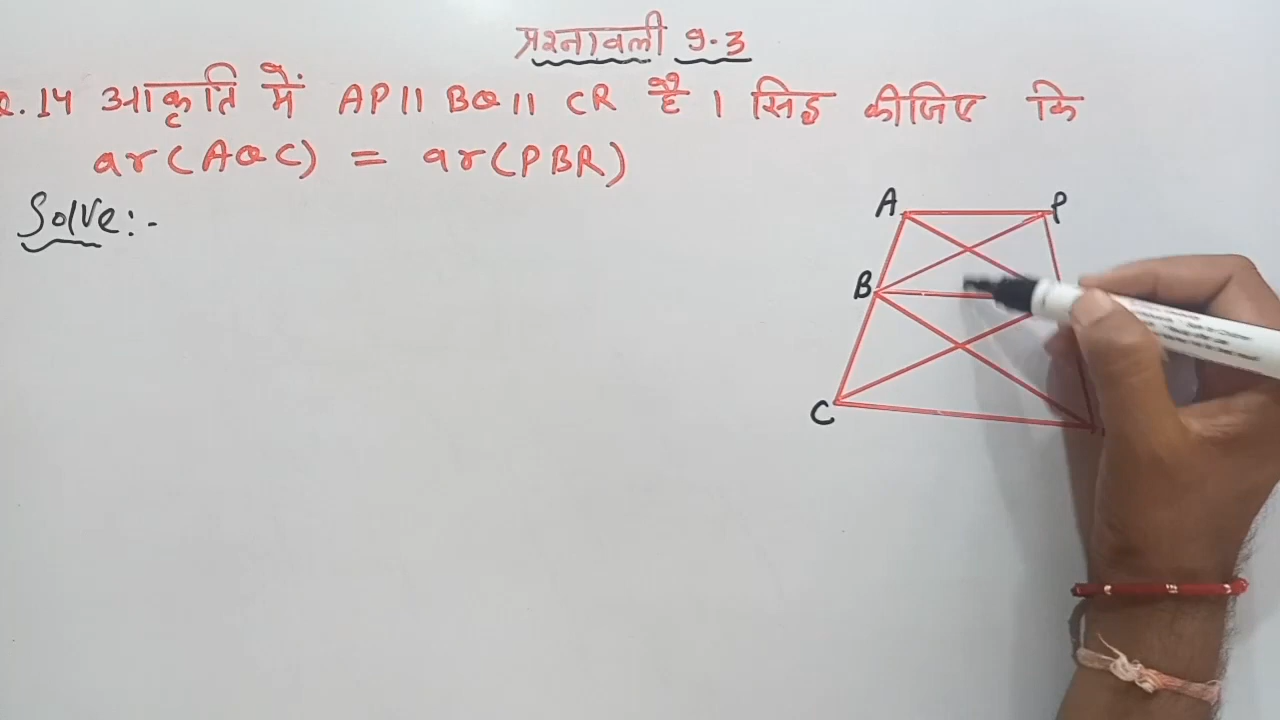 प्रश्नावली 9.3
Q.14 आकृति में AP॥ BQ॥ CR है । सिद्ध कीजिए कि
ar(AQC) = ar(PBR)
Solve:-
A
P
B
C